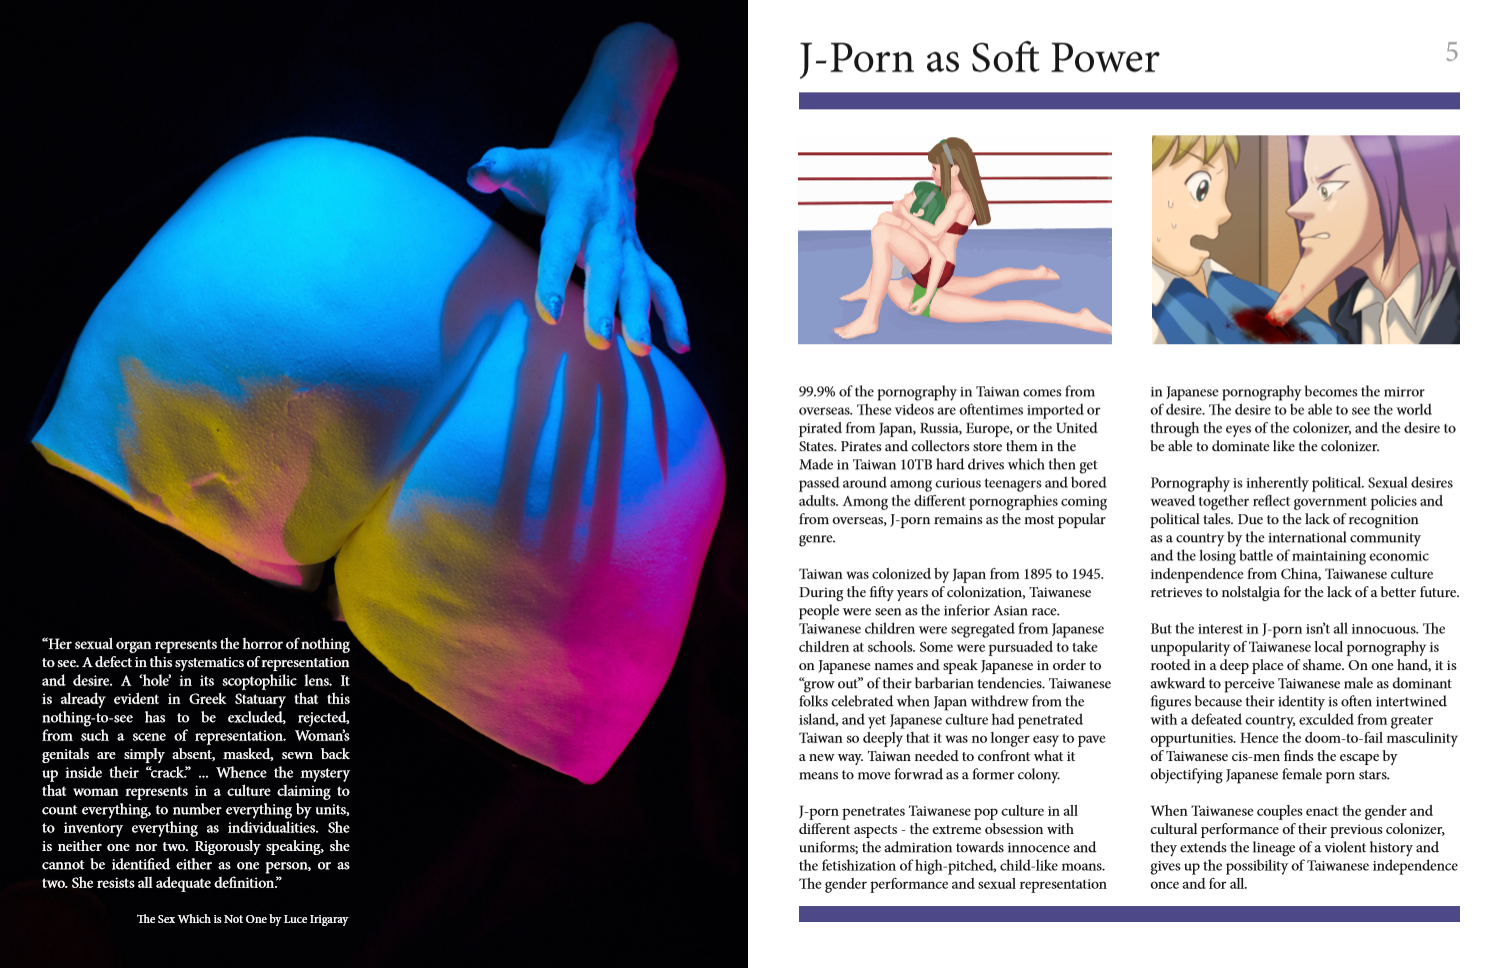 “Her sexual organ represents the horror of nothing
to see. A defect in this systematics of representation
and desire. A ‘hole’ in its scoptophilic lens. It
is already evident in Greek Statuary that this
nothing-to-see has to be excluded, rejected,
from such a scene of representation. Woman’s
genitals are simply absent, masked, sewn back
up inside their “crack.” ... Whence the mystery
that woman represents in a culture claiming to
count everything, to number everything by units,
to inventory everything as individualities. She
is neither one nor two. Rigorously speaking, she
cannot be identified either as one person, or as
two. She resists all adequate definition.”
The Sex Which is Not One by Luce Irigaray
J-Porn as Soft Power
5
99.9% of the pornography in Taiwan comes from
overseas. These videos are oftentimes imported or
pirated from Japan, Russia, Europe, or the United
States. Pirates and collectors store them in the
Made in Taiwan 10TB hard drives which then get
passed around among curious teenagers and bored
adults. Among the different pornographies coming
from overseas, J-porn remains as the most popular
genre.
Taiwan was colonized by Japan from 1895 to 1945.
During the fifty years of colonization, Taiwanese
people were seen as the inferior Asian race.
Taiwanese children were segregated from Japanese
children at schools. Some were pursuaded to take
on Japanese names and speak Japanese in order to
“grow out” of their barbarian tendencies. Taiwanese
folks celebrated when Japan withdrew from the
island, and yet Japanese culture had penetrated
Taiwan so deeply that it was no longer easy to pave
a new way. Taiwan needed to confront what it
means to move forwrad as a former colony.
J-porn penetrates Taiwanese pop culture in all
different aspects - the extreme obsession with
uniforms; the admiration towards innocence and
the fetishization of high-pitched, child-like moans.
The gender performance and sexual representation
in Japanese pornography becomes the mirror
of desire. The desire to be able to see the world
through the eyes of the colonizer, and the desire to
be able to dominate like the colonizer.
Pornography is inherently political. Sexual desires
weaved together reflect government policies and
political tales. Due to the lack of recognition
as a country by the international community
and the losing battle of maintaining economic
indenpendence from China, Taiwanese culture
retrieves to nolstalgia for the lack of a better future.
But the interest in J-porn isn’t all innocuous. The
unpopularity of Taiwanese local pornography is
rooted in a deep place of shame. On one hand, it is
awkward to perceive Taiwanese male as dominant
figures because their identity is often intertwined
with a defeated country, exculded from greater
oppurtunities. Hence the doom-to-fail masculinity
of Taiwanese cis-men finds the escape by
objectifying Japanese female porn stars.
When Taiwanese couples enact the gender and
cultural performance of their previous colonizer,
they extends the lineage of a violent history and
gives up the possibility of Taiwanese independence
once and for all.